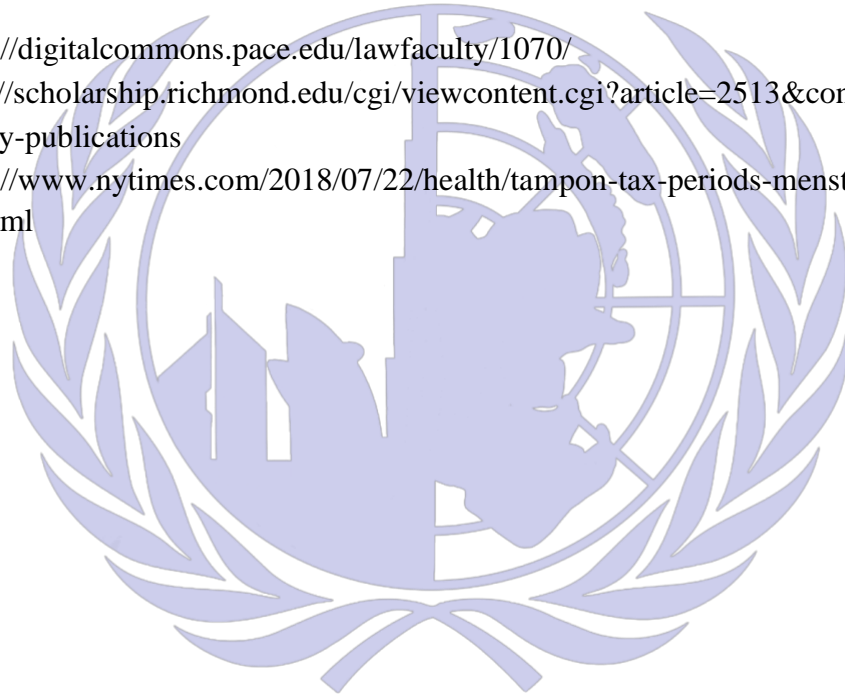 //digitalcommons.pace.edu/lawfaculty/1070/
//scholarship.richmond.edu/cgi/viewcontent.cgi?article=2513&con
y-publications
//www.nytimes.com/2018/07/22/health/tampon-tax-periods-menst
ml